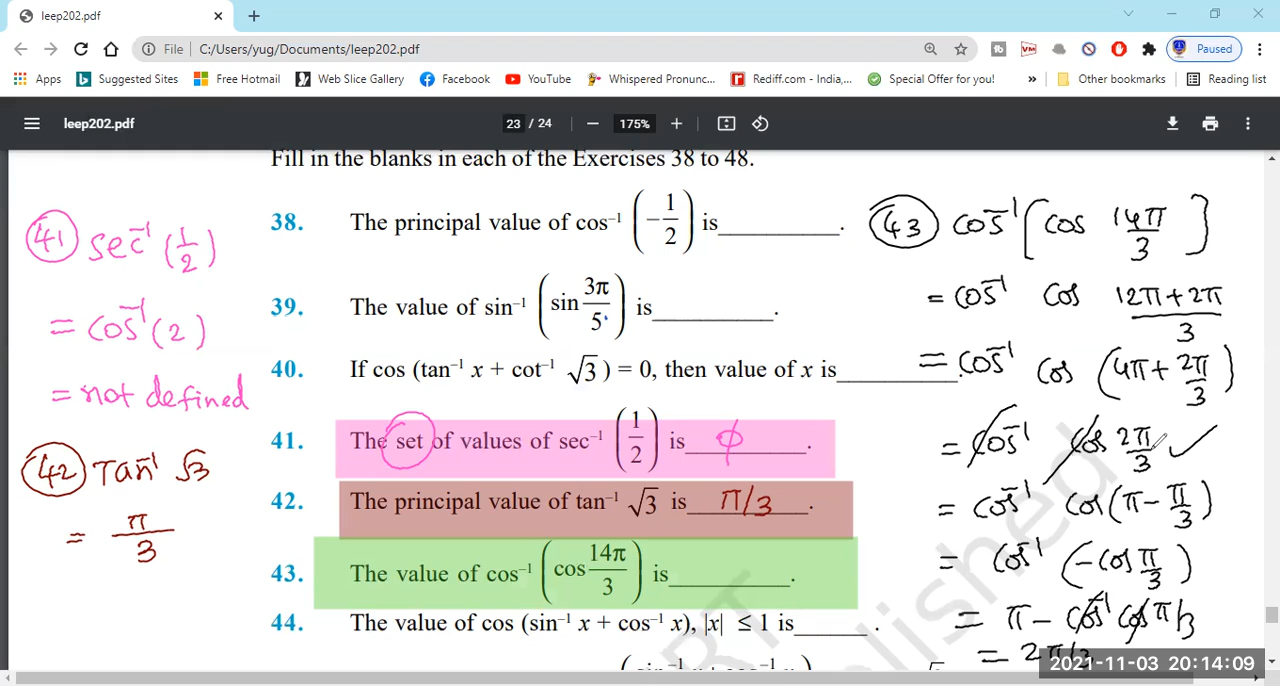 leep202.pdf
File C:/Users/yug/Documents/leep202.pdf Paused
Apps Suggested Sites Free Hotmail Web Slice Gallery Facebook YouTube Whispered Pronunc... Rediff.com - India,... Special Offer for you! » Other bookmarks Reading list
leep202.pdf 23 / 24 175%
Fill in the blanks in each of the Exercises 38 to 48.
38. The principal value of cos⁻¹ (−1/2) is________.
39. The value of sin⁻¹ (sin 3π/5) is________.
40. If cos (tan⁻¹ x + cot⁻¹ √3) = 0, then value of x is________.
41. The set of values of sec⁻¹ (1/2) is ϕ.
42. The principal value of tan⁻¹ √3 is π/3.
43. The value of cos⁻¹ (cos 14π/3) is________.
44. The value of cos (sin⁻¹ x + cos⁻¹ x), |x| ≤ 1 is______.
41 sec⁻¹ (1/2)
= cos⁻¹ (2)
= not defined
42 Tan⁻¹ √3
= π/3
43 cos⁻¹ [cos 14π/3]
= cos⁻¹ cos 12π + 2π/3
= cos⁻¹ cos (4π + 2π/3)
= cos⁻¹ cos 2π/3 ✓
= cos⁻¹ cos (π − π/3)
= cos⁻¹ (−cos π/3)
= π − cos⁻¹ cos π/3
= 2π/3
2021-11-03 20:14:09